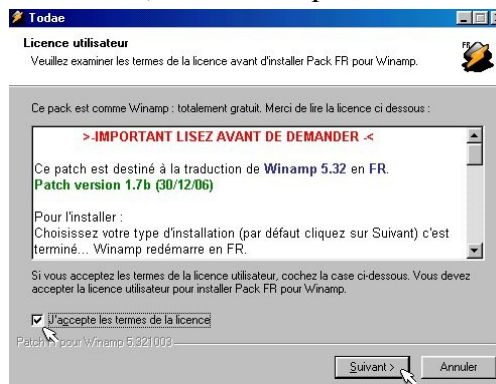 Todae
Licence utilisateur
Veuillez examiner les termes de la licence avant d'installer Pack FR pour Winamp.
FR
Ce pack est comme Winamp : totalement gratuit. Merci de lire la licence ci dessous :
>-IMPORTANT LISEZ AVANT DE DEMANDER -<
Ce patch est destiné à la traduction de Winamp 5.32 en FR.
Patch version 1.7b (30/12/06)
Pour l'installer :
Choisissez votre type d'installation (par défaut cliquez sur Suivant) c'est
terminé... Winamp redémarre en FR.
Si vous acceptez les termes de la licence utilisateur, cochez la case ci-dessous. Vous devez
accepter la licence utilisateur pour installer Pack FR pour Winamp.
J'accepte les termes de la licence
Patch FR pour Winamp 5.321003
Suivant > Annuler